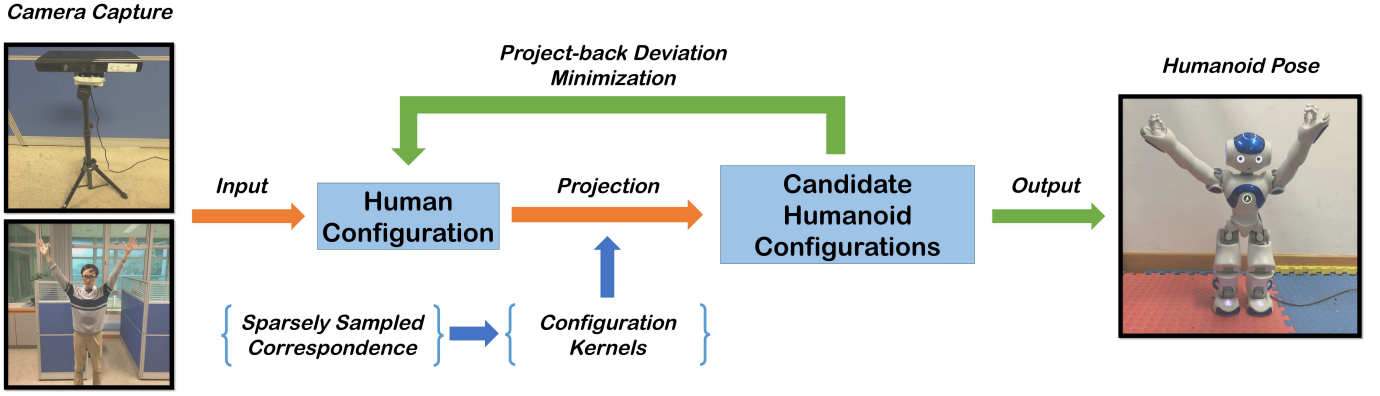 Camera Capture
Project-back Deviation
Minimization
Humanoid Pose
Input
Human
Configuration
Projection
Candidate
Humanoid
Configurations
Output
Sparsely Sampled
Correspondence
Configuration
Kernels